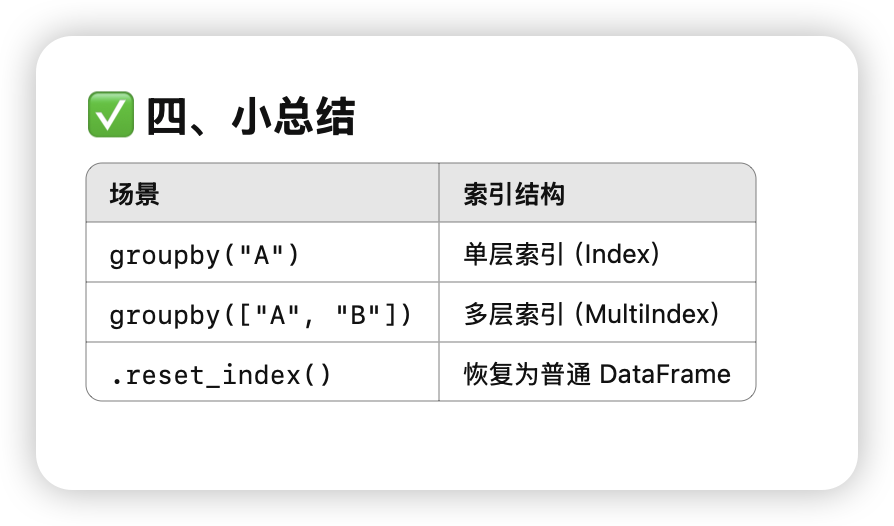 ✅ 四、小总结
场景 索引结构
groupby("A") 单层索引（Index）
groupby(["A", "B"]) 多层索引（MultiIndex）
.reset_index() 恢复为普通 DataFrame